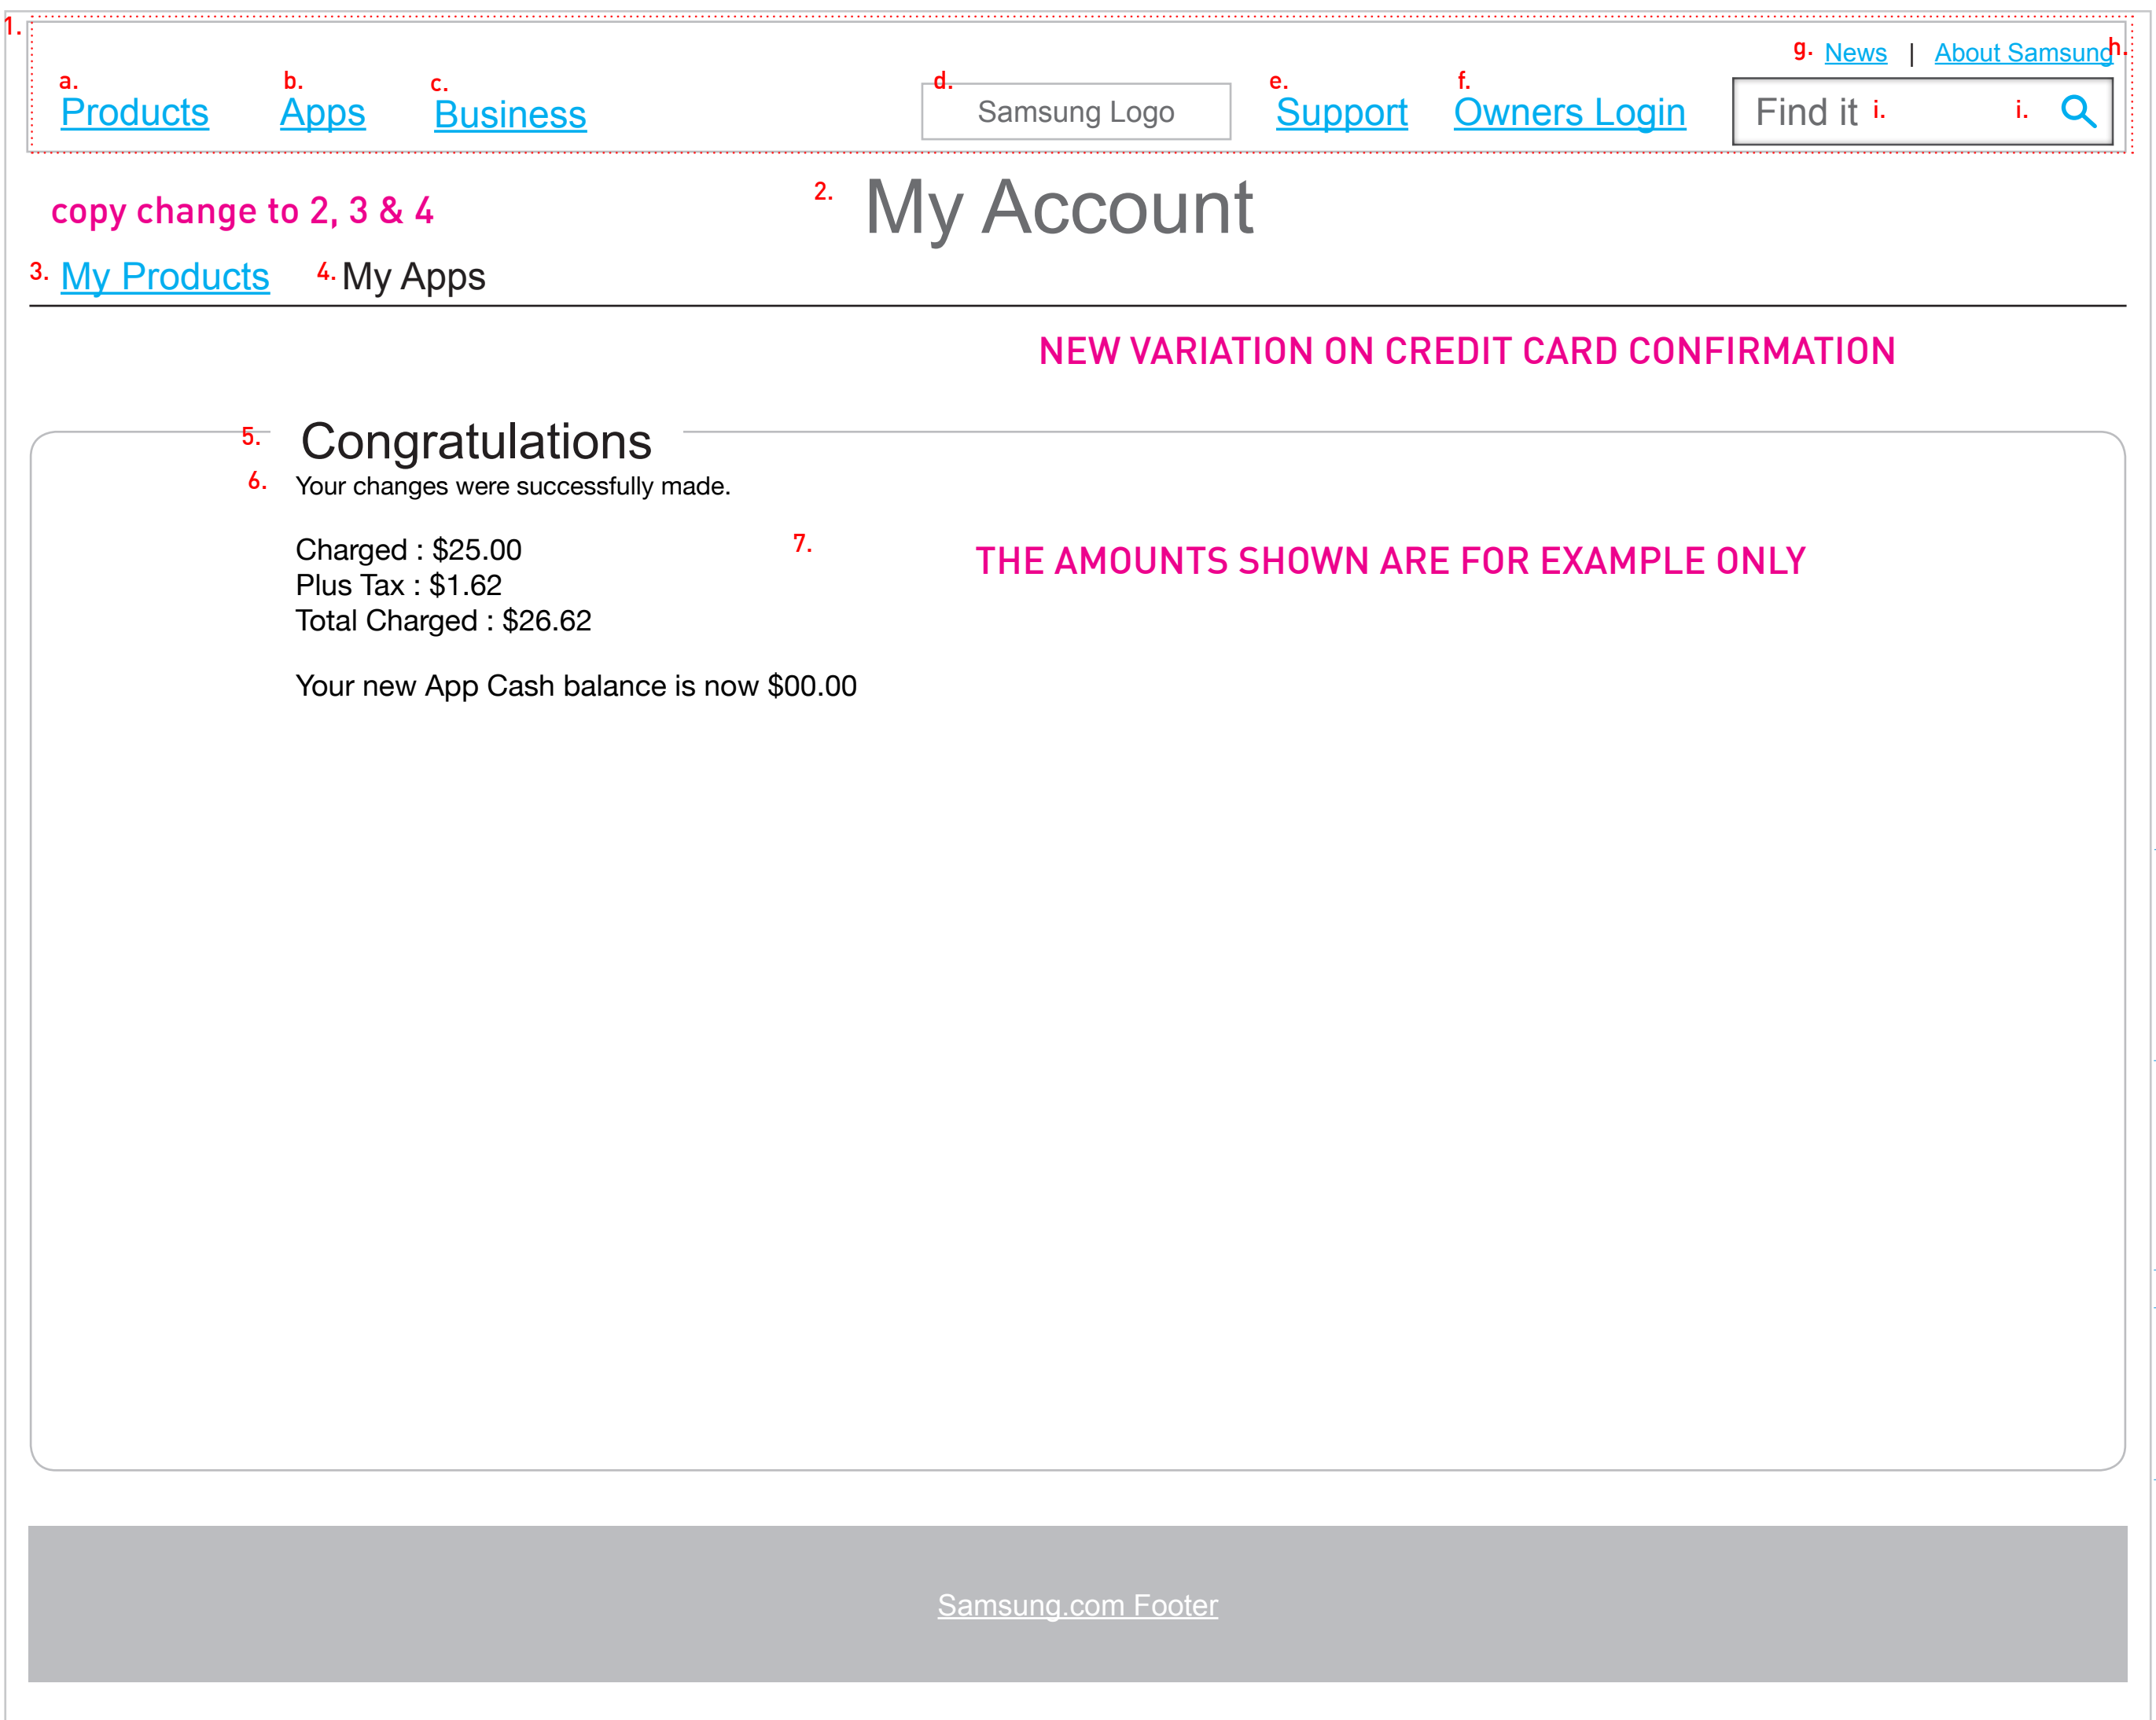 1.
g. News | About Samsung h.
a. b. c. d. e. f.
Products Apps Business Samsung Logo Support Owners Login Find it i. i.
2. My Account
copy change to 2, 3 & 4
3. My Products 4. My Apps
NEW VARIATION ON CREDIT CARD CONFIRMATION
5. Congratulations
6. Your changes were successfully made.
Charged : $25.00 7. THE AMOUNTS SHOWN ARE FOR EXAMPLE ONLY
Plus Tax : $1.62
Total Charged : $26.62
Your new App Cash balance is now $00.00
Samsung.com Footer